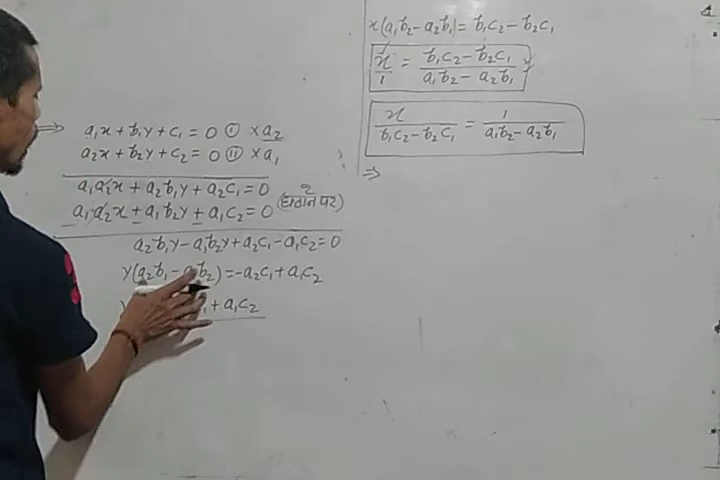 ⇒ a₁x + b₁y + c₁ = 0 ① × a₂
a₂x + b₂y + c₂ = 0 ② × a₁
a₁a₂x + a₂b₁y + a₂c₁ = 0
a₁a₂x + a₁b₂y + a₁c₂ = 0 (घटाने पर)
a₂b₁y - a₁b₂y + a₂c₁ - a₁c₂ = 0
y(a₂b₁ - a₁b₂) = -a₂c₁ + a₁c₂
+ a₁c₂
x(a₁b₂ - a₂b₁) = b₁c₂ - b₂c₁
x/1 = (b₁c₂ - b₂c₁)/(a₁b₂ - a₂b₁)
x/(b₁c₂ - b₂c₁) = 1/(a₁b₂ - a₂b₁)
⇒